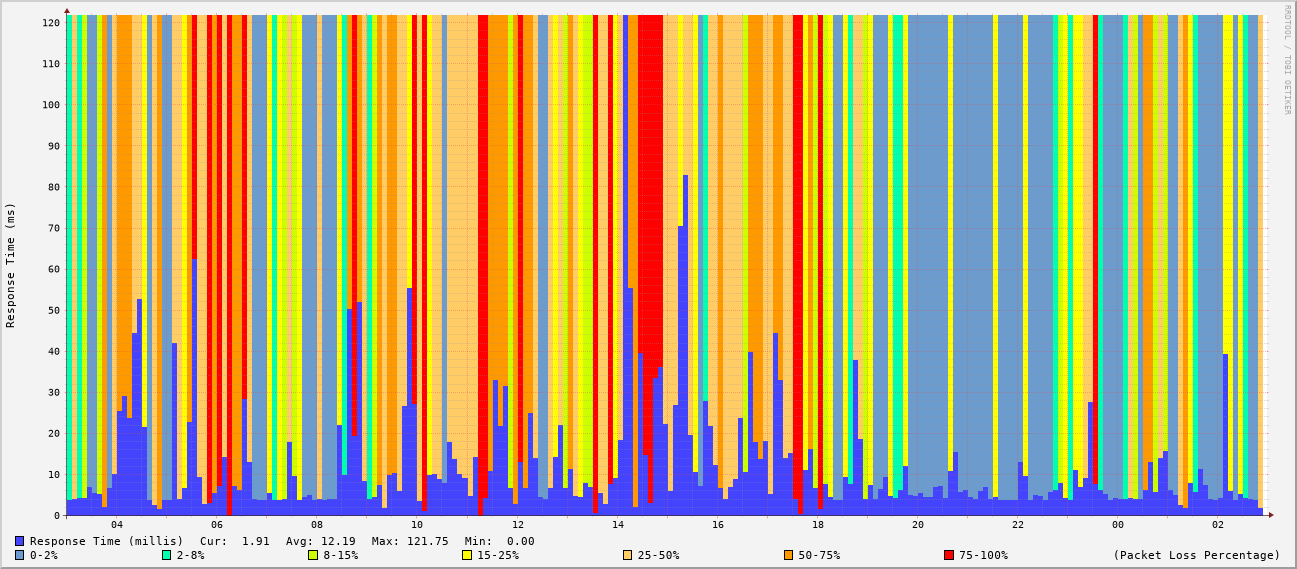 RRDTOOL / TOBI OETIKER
Response Time (ms)
120
110
100
90
80
70
60
50
40
30
20
10
0
04 06 08 10 12 14 16 18 20 22 00 02
Response Time (millis) Cur: 1.91 Avg: 12.19 Max: 121.75 Min: 0.00
0-2% 2-8% 8-15% 15-25% 25-50% 50-75% 75-100% (Packet Loss Percentage)